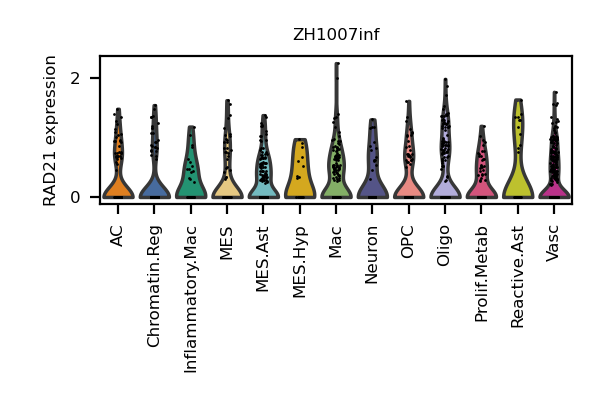 ZH1007inf
RAD21 expression
2
0
AC
Chromatin.Reg
Inflammatory.Mac
MES
MES.Ast
MES.Hyp
Mac
Neuron
OPC
Oligo
Prolif.Metab
Reactive.Ast
Vasc